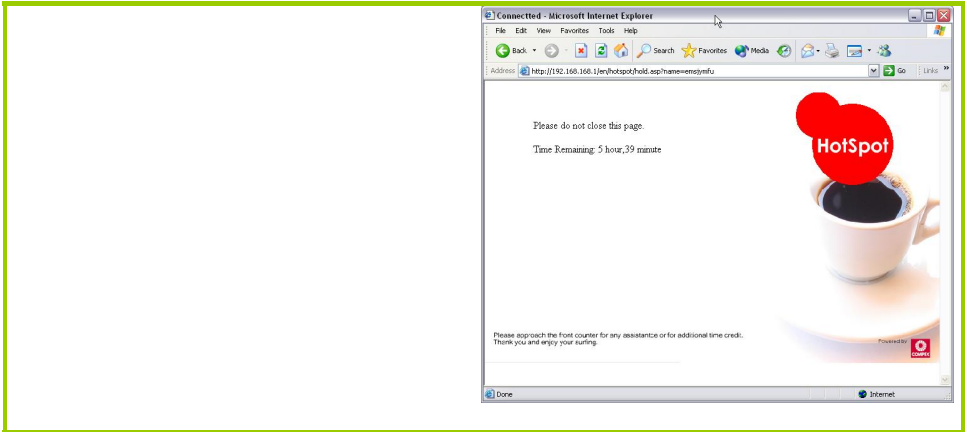 Connectted - Microsoft Internet Explorer
File Edit View Favorites Tools Help
Back Search Favorites Media
Address http://192.168.168.1/en/hotspot/hold.asp?name=emsjymfu Go Links »
Please do not close this page.
Time Remaining: 5 hour,39 minute
HotSpot
Please approach the front counter for any assistantce or for additional time credit.
Thank you and enjoy your surfing.
Powered by
COMPEX
Done Internet